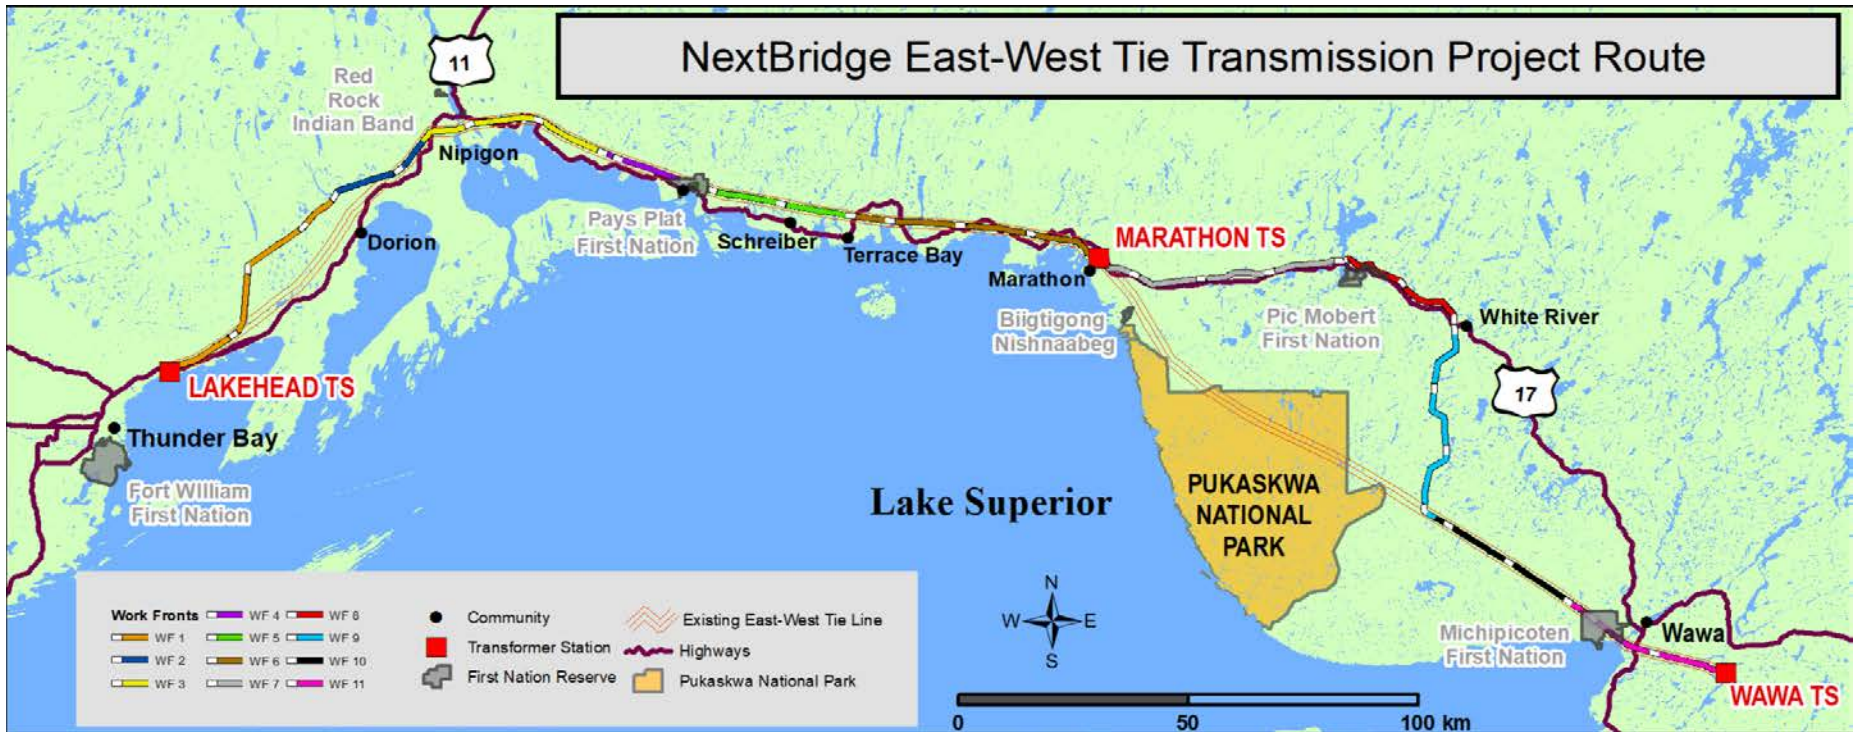 NextBridge East-West Tie Transmission Project Route
11
Red
Rock
Indian Band
Nipigon
Dorion
Pays Plat
First Nation
Schreiber
Terrace Bay
MARATHON TS
Marathon
Biigtigong
Nishnaabeg
Pic Mobert
First Nation
White River
17
LAKEHEAD TS
Thunder Bay
Fort William
First Nation
Lake Superior
PUKASKWA
NATIONAL
PARK
Michipicoten
First Nation
Wawa
WAWA TS
Work Fronts
WF 1
WF 2
WF 3
WF 4
WF 5
WF 6
WF 7
WF 8
WF 9
WF 10
WF 11
Community
Transformer Station
First Nation Reserve
Existing East-West Tie Line
Highways
Pukaskwa National Park
N
W E
S
0 50 100 km